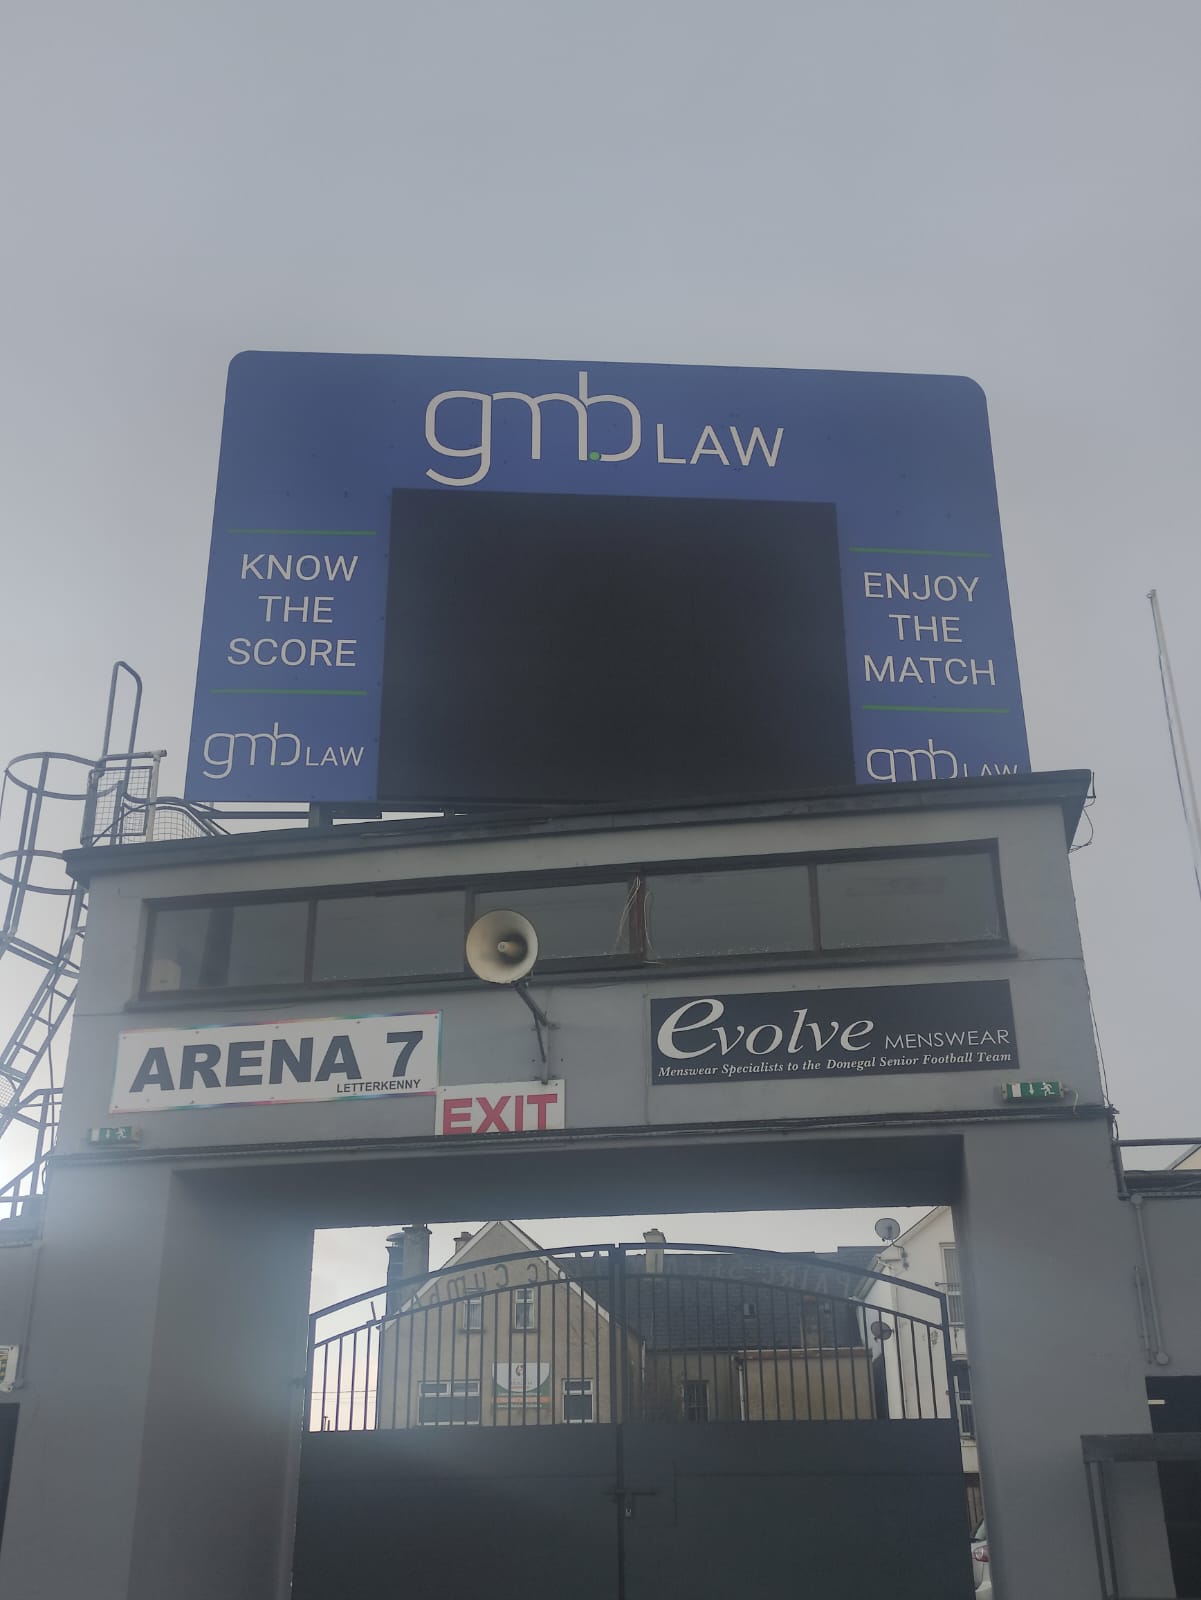 gmb LAW
KNOW
THE
SCORE
gmb LAW
ENJOY
THE
MATCH
gmb LAW
ARENA 7
LETTERKENNY
EXIT
evolve MENSWEAR
Menswear Specialists to the Donegal Senior Football Team